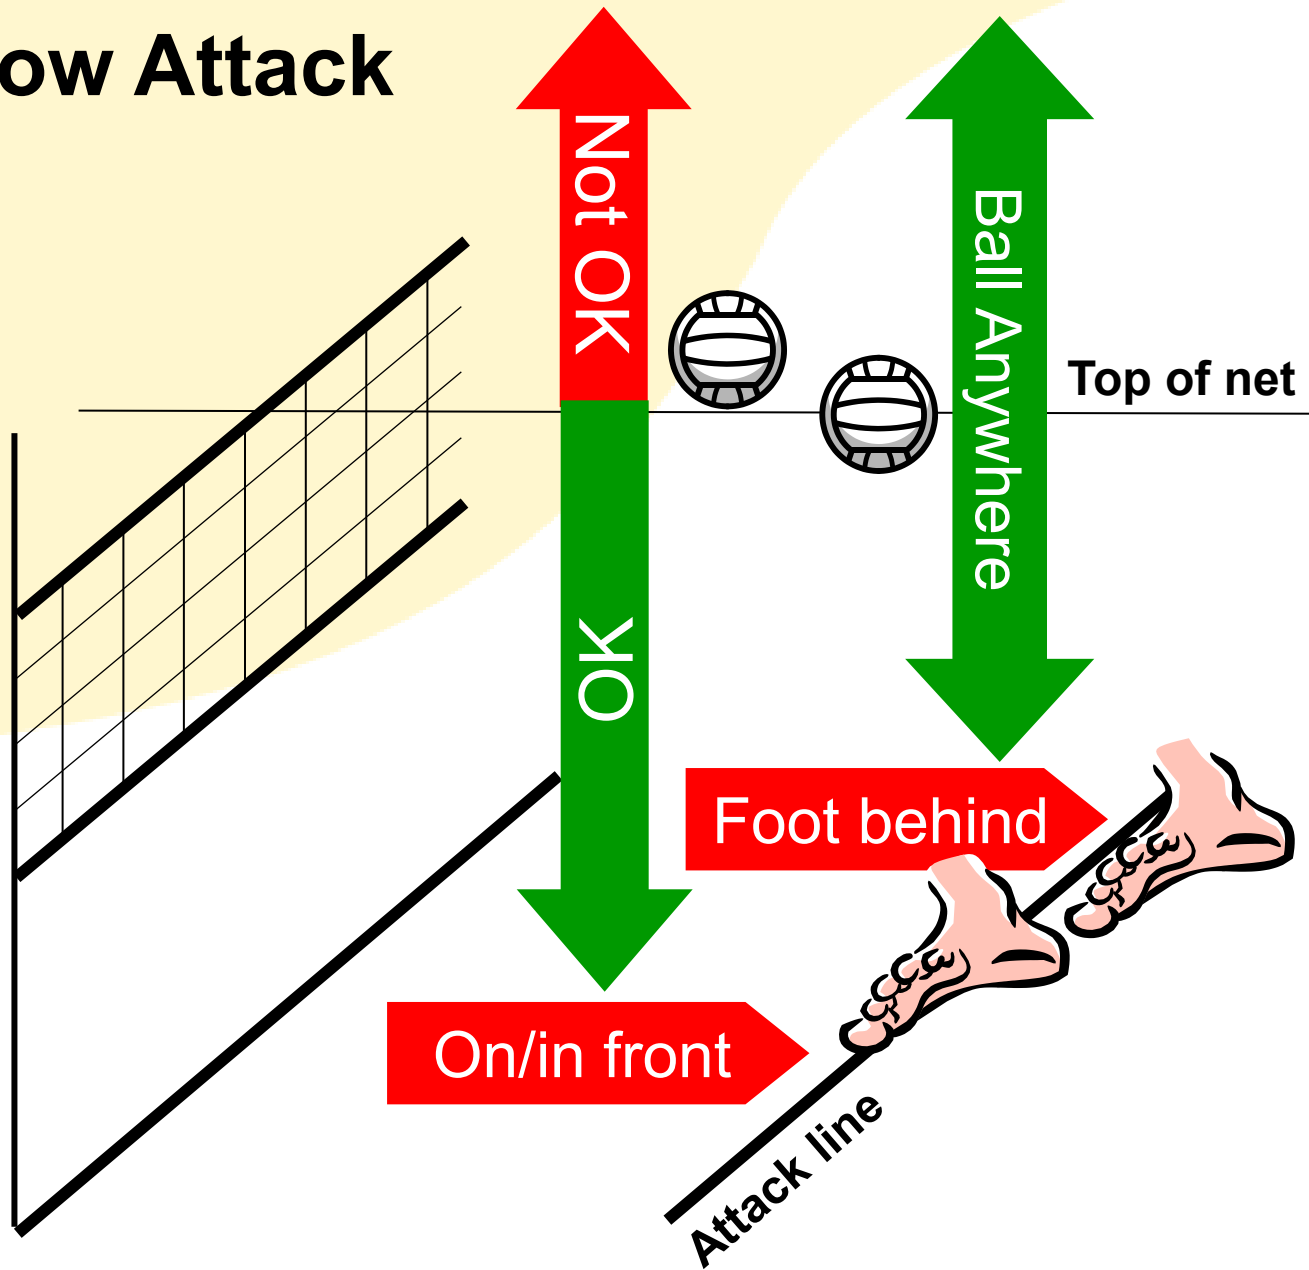 ow Attack
Not OK
Ball Anywhere
Top of net
OK
Foot behind
On/in front
Attack line